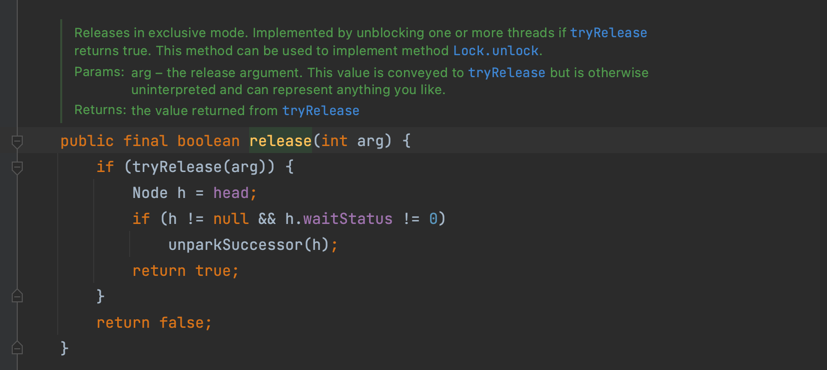 Releases in exclusive mode. Implemented by unblocking one or more threads if tryRelease
returns true. This method can be used to implement method Lock.unlock.
Params: arg – the release argument. This value is conveyed to tryRelease but is otherwise
uninterpreted and can represent anything you like.
Returns: the value returned from tryRelease
public final boolean release(int arg) {
if (tryRelease(arg)) {
Node h = head;
if (h != null && h.waitStatus != 0)
unparkSuccessor(h);
return true;
}
return false;
}